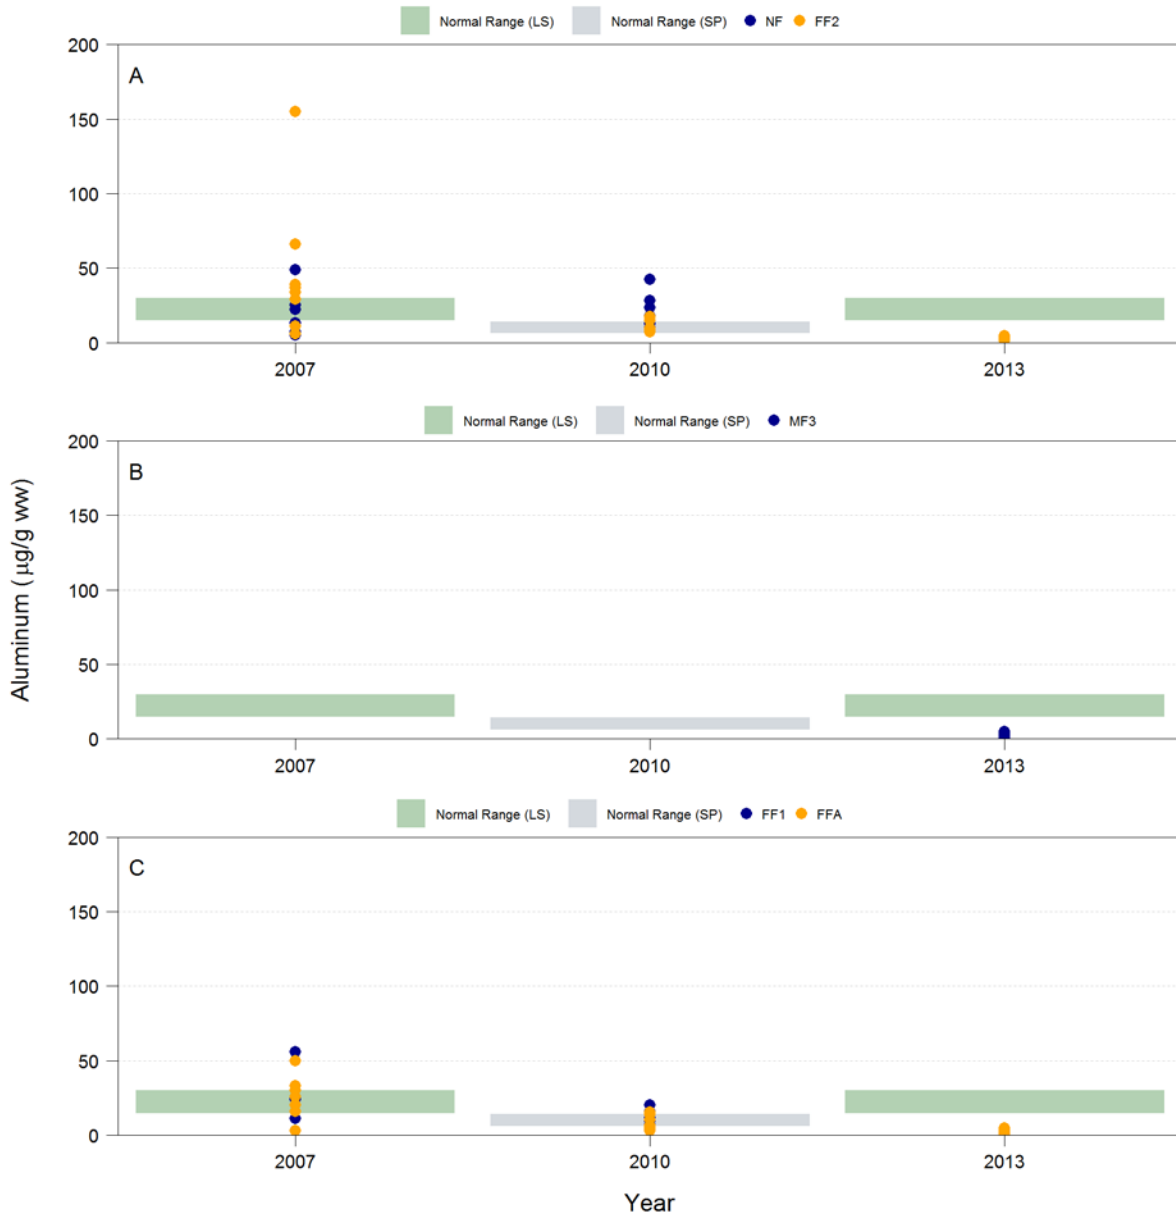 Normal Range (LS) Normal Range (SP) NF FF2
A
200
150
100
50
0
2007 2010 2013
Normal Range (LS) Normal Range (SP) MF3
B
200
150
100
50
0
2007 2010 2013
Normal Range (LS) Normal Range (SP) FF1 FFA
C
200
150
100
50
0
2007 2010 2013
Aluminum ( µg/g ww)
Year